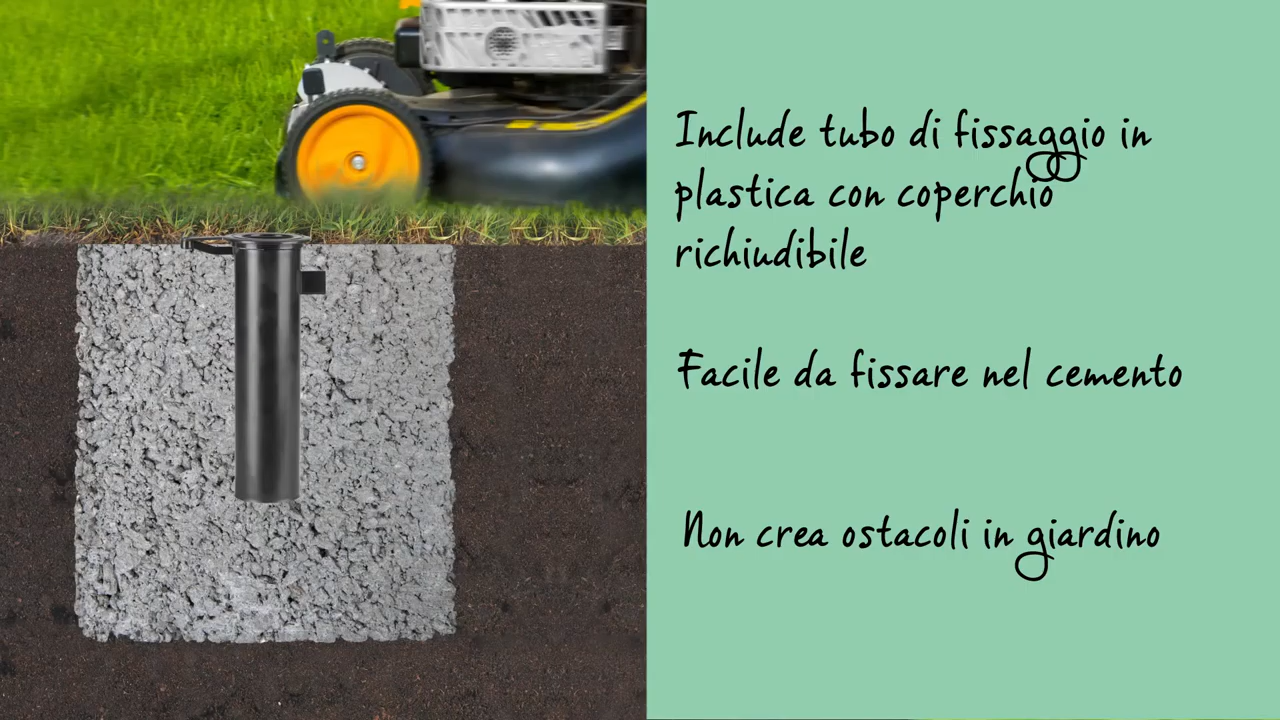 Include tubo di fissaggio in
plastica con coperchio
richiudibile
Facile da fissare nel cemento
Non crea ostacoli in giardino